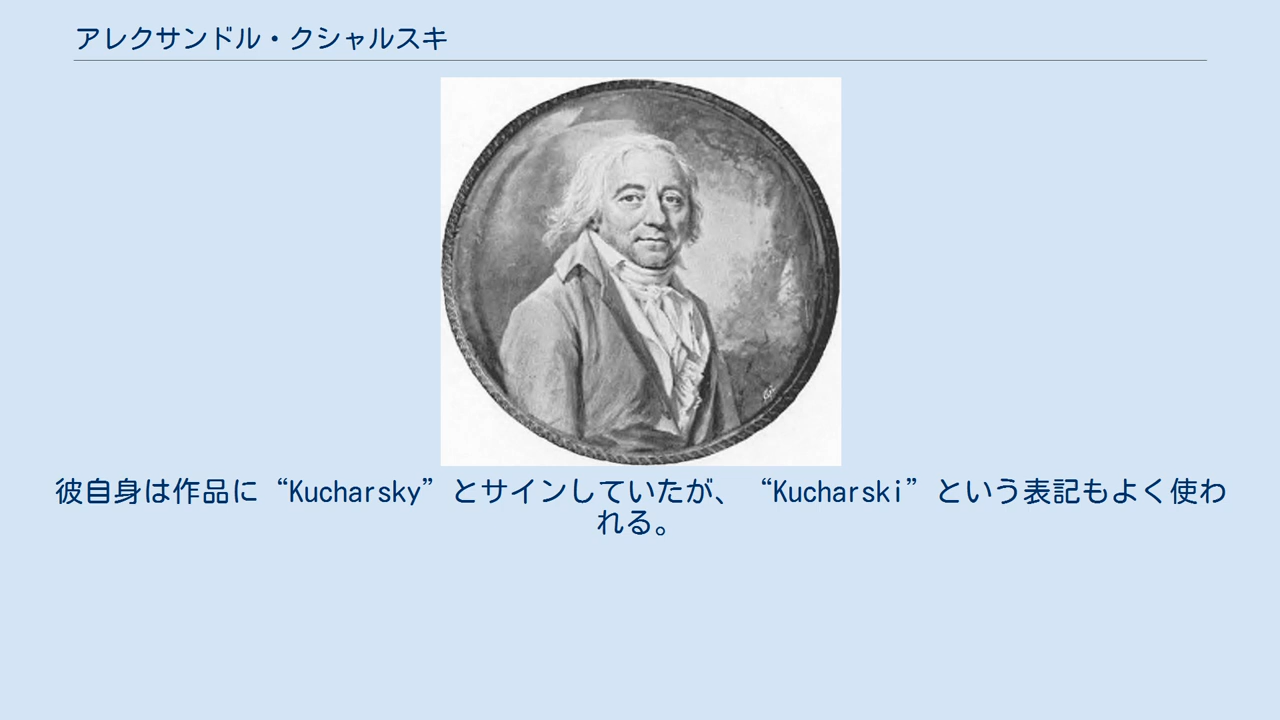 アレクサンドル・クシャルスキ
彼自身は作品に“Kucharsky”とサインしていたが、“Kucharski”という表記もよく使わ
れる。